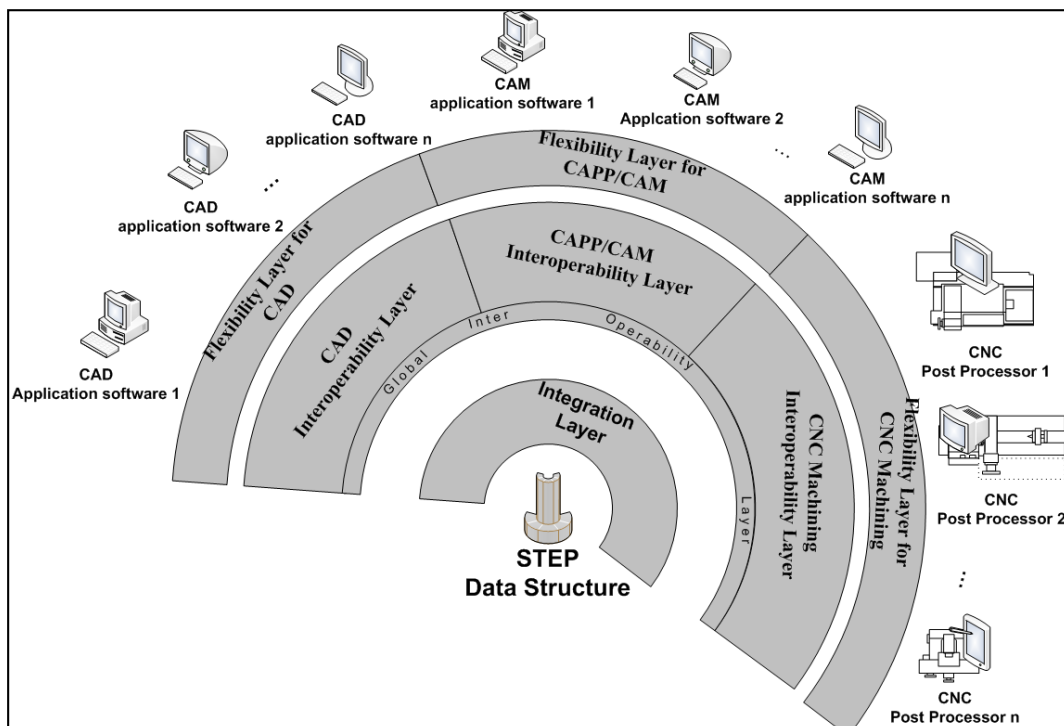 CAM
application software 1
CAD
application software n
CAM
Applcation software 2
...
CAM
application software n
...
CAD
application software 2
CAD
Application software 1
Flexibility Layer for
CAD
Flexibility Layer for
CAPP/CAM
Flexibility Layer for
CNC Machining
CAD
Interoperability Layer
CAPP/CAM
Interoperability Layer
CNC Machining
Interoperability Layer
Global Inter Operability Layer
Integration
Layer
STEP
Data Structure
CNC
Post Processor 1
CNC
Post Processor 2
...
CNC
Post Processor n